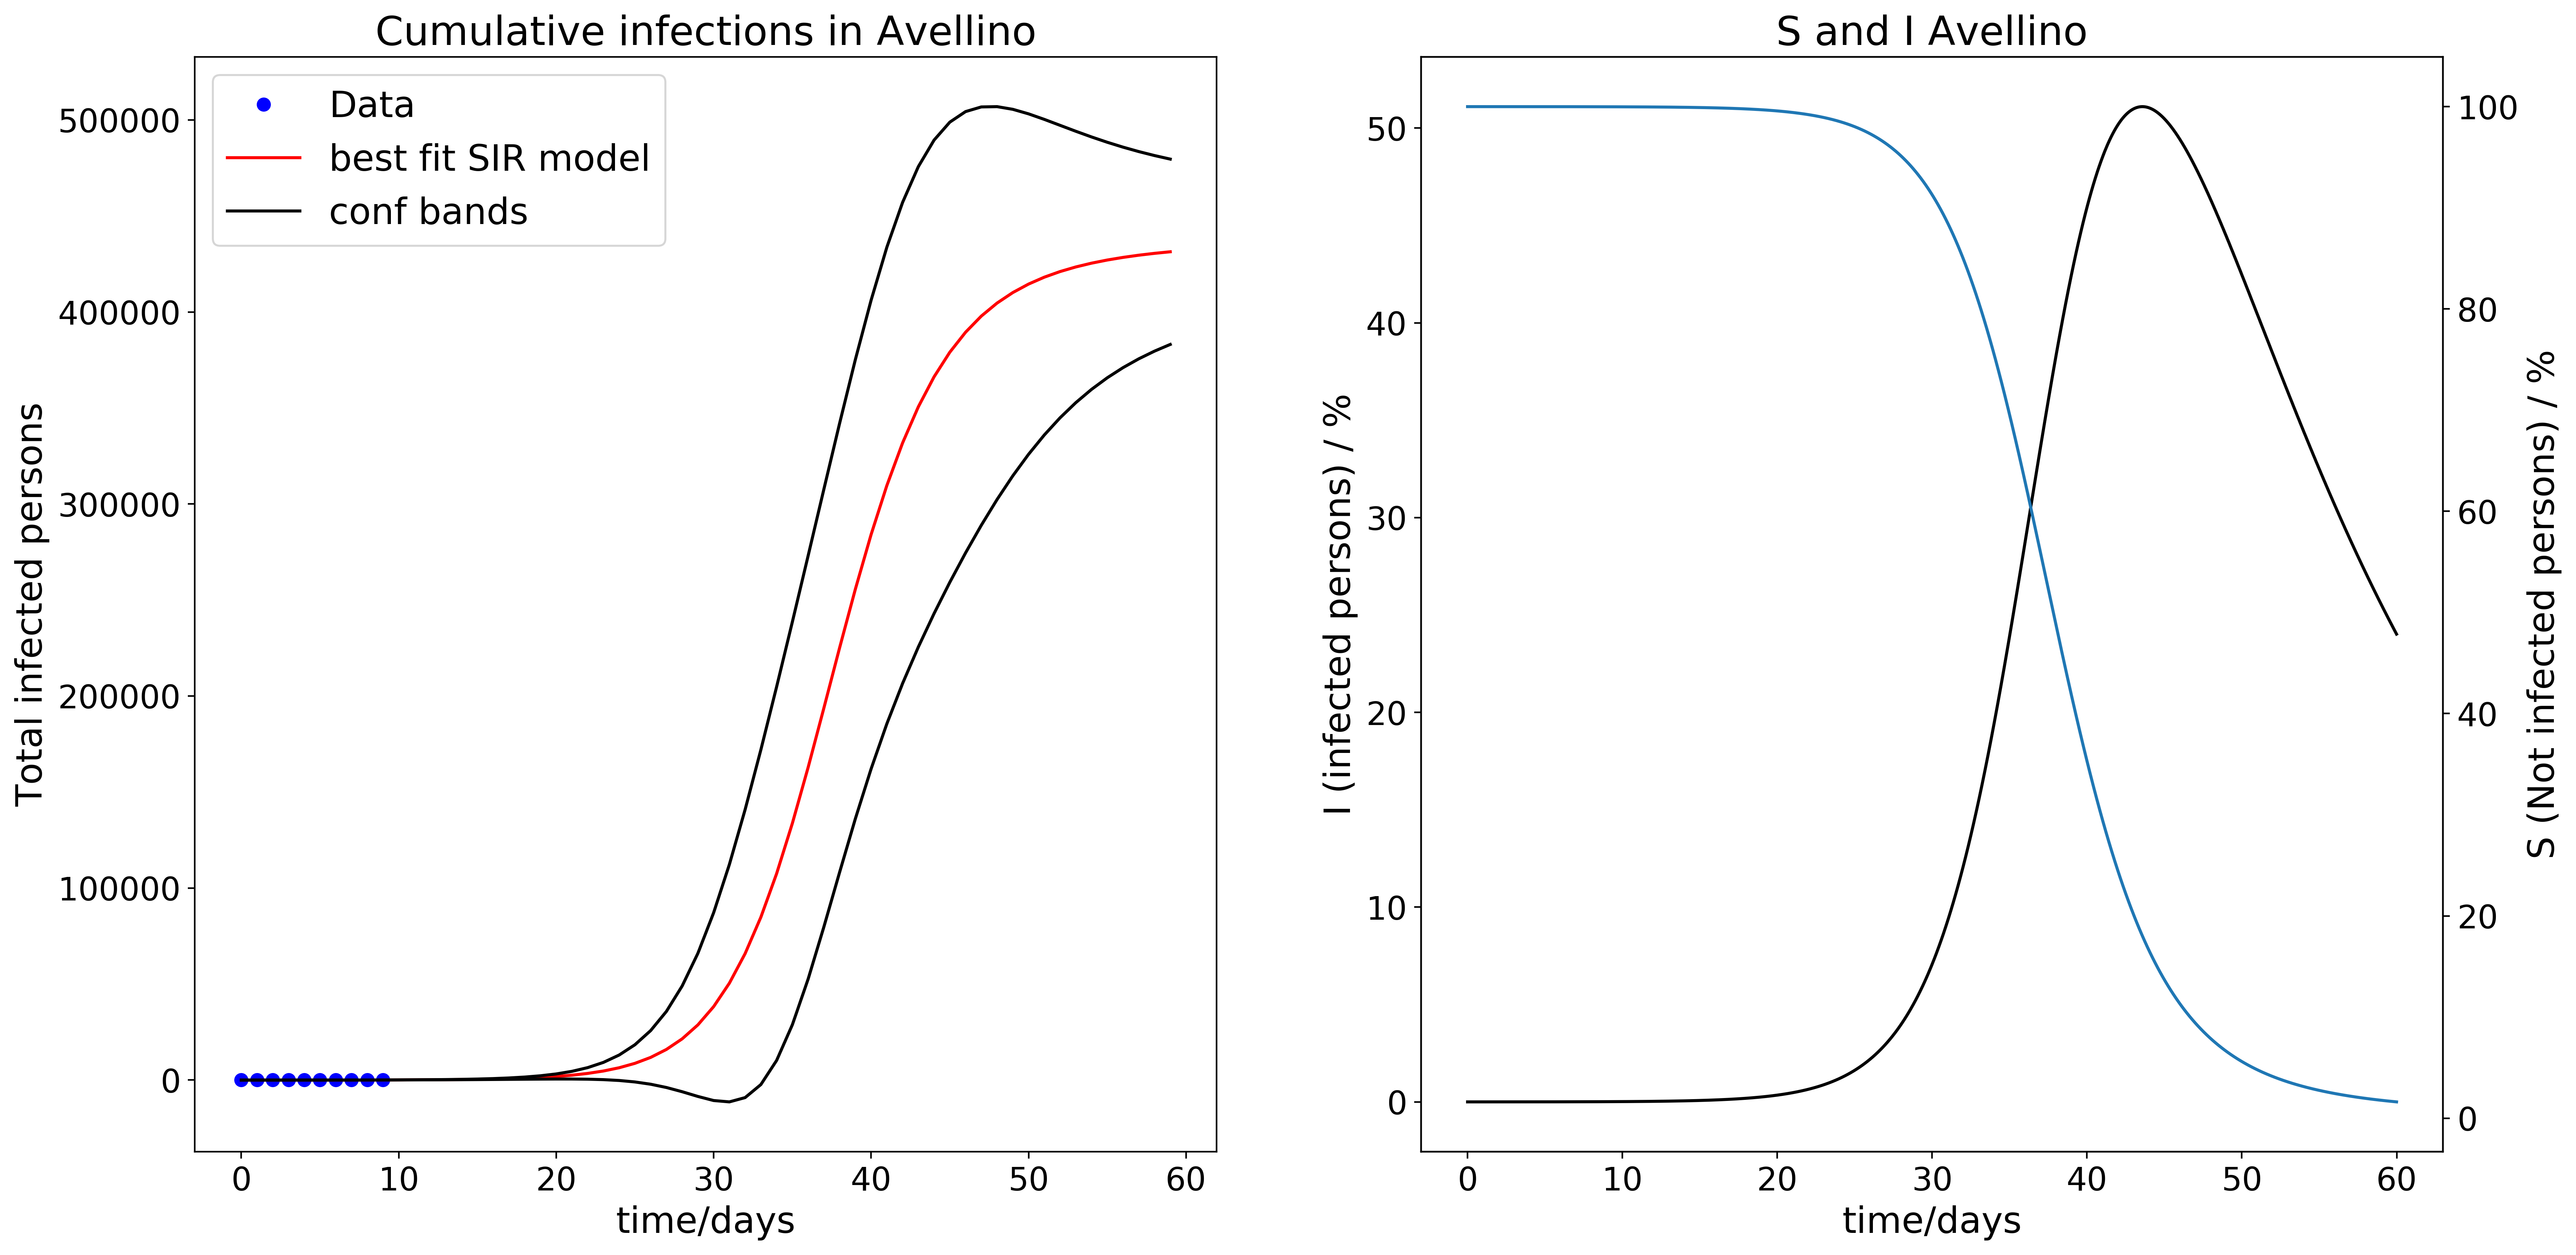 Cumulative infections in Avellino
Data
best fit SIR model
conf bands
Total infected persons
500000
400000
300000
200000
100000
0
0 10 20 30 40 50 60
time/days
S and I Avellino
I (infected persons) / %
50
40
30
20
10
0
100
80
60
40
20
0
S (Not infected persons) / %
0 10 20 30 40 50 60
time/days